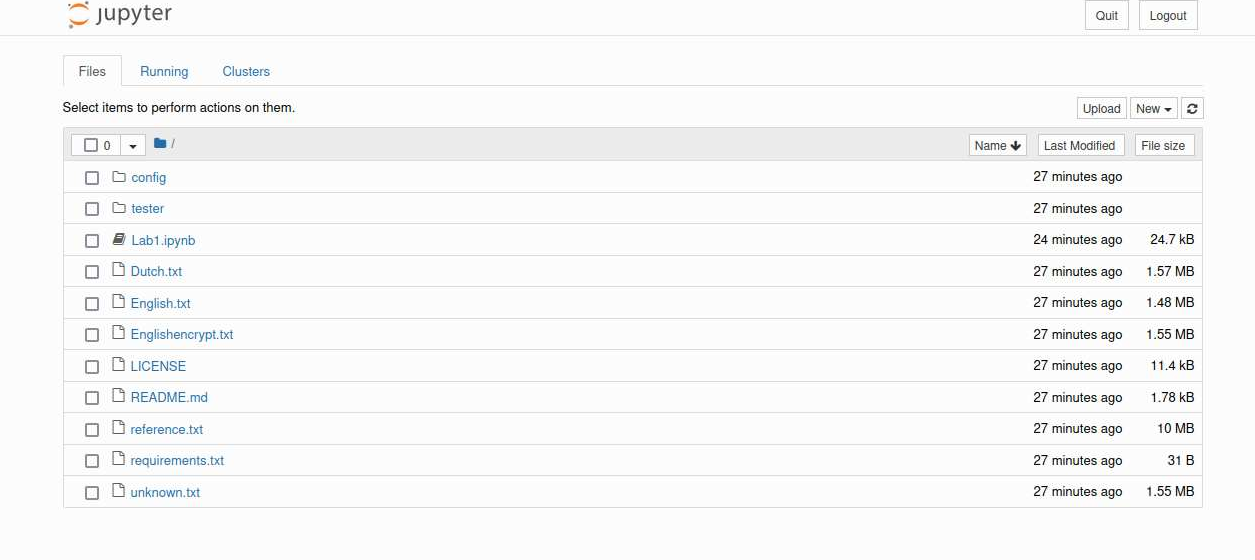 jupyter Quit Logout
Files Running Clusters
Select items to perform actions on them. Upload New
0 / Name Last Modified File size
config 27 minutes ago
tester 27 minutes ago
Lab1.ipynb 24 minutes ago 24.7 kB
Dutch.txt 27 minutes ago 1.57 MB
English.txt 27 minutes ago 1.48 MB
Englishencrypt.txt 27 minutes ago 1.55 MB
LICENSE 27 minutes ago 11.4 kB
README.md 27 minutes ago 1.78 kB
reference.txt 27 minutes ago 10 MB
requirements.txt 27 minutes ago 31 B
unknown.txt 27 minutes ago 1.55 MB